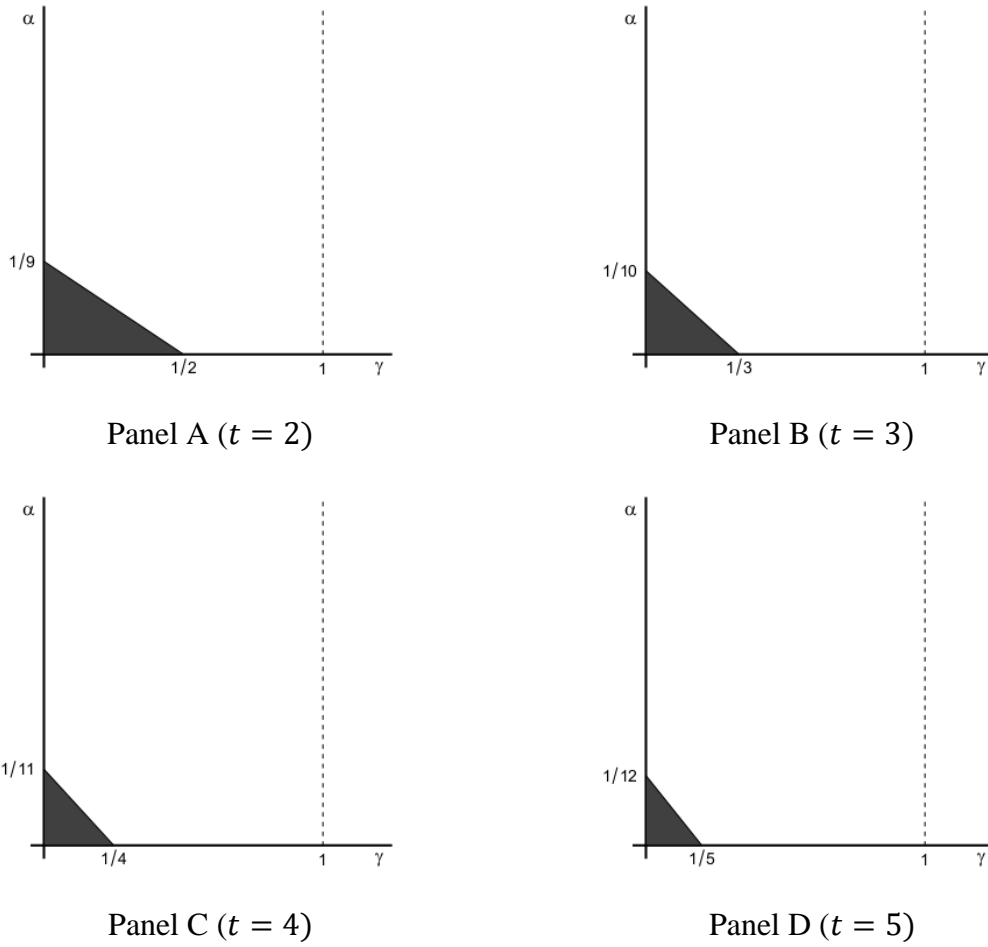 α
1/9
1/2
1
γ
Panel A (t = 2)
α
1/10
1/3
1
γ
Panel B (t = 3)
α
1/11
1/4
1
γ
Panel C (t = 4)
α
1/12
1/5
1
γ
Panel D (t = 5)